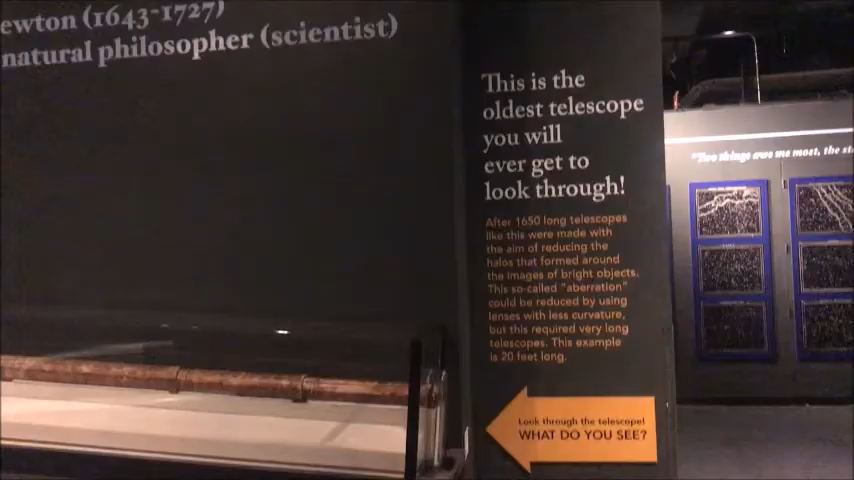 ewton (1643-1727)
natural philosopher (scientist)
This is the
oldest telescope
you will
ever get to
look through!
After 1650 long telescopes
like this were made with
the aim of reducing the
halos that formed around
the images of bright objects.
This so-called "aberration"
could be reduced by using
lenses with less curvature,
but this required very long
telescopes. This example
is 20 feet long.
Look through the telescope!
WHAT DO YOU SEE?
"Two things awe me most, the